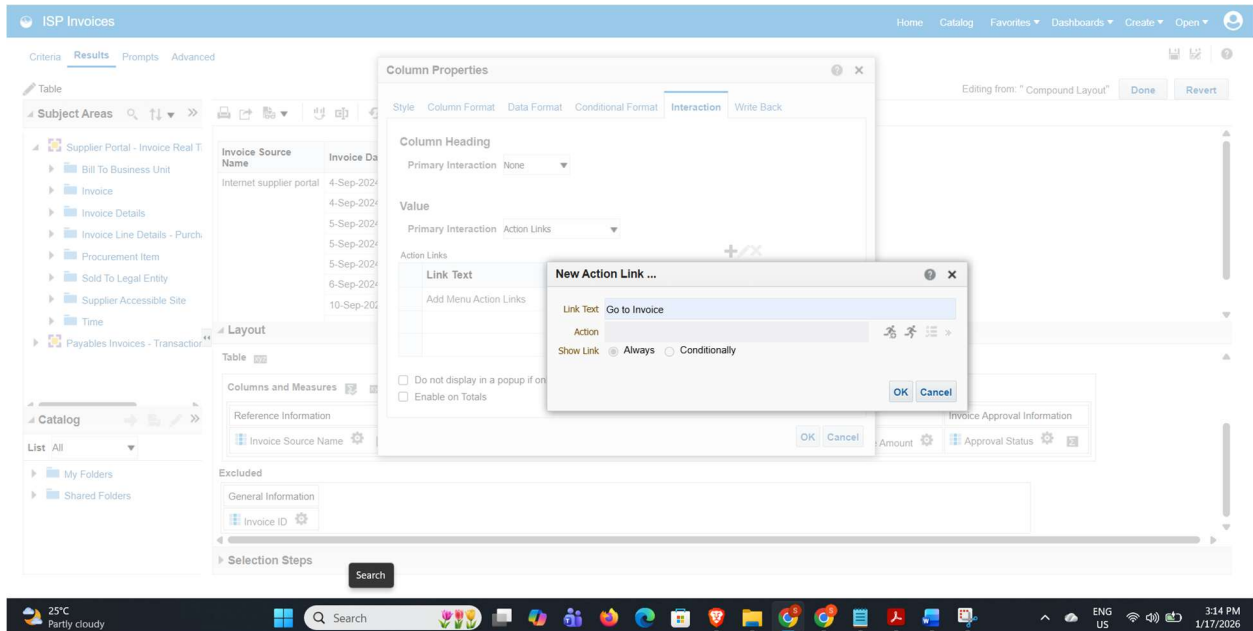 ISP Invoices
Home Catalog Favorites Dashboards Create Open
Criteria Results Prompts Advanced
Table
Editing from: "Compound Layout" Done Revert
Subject Areas
Supplier Portal - Invoice Real T
Bill To Business Unit
Invoice
Invoice Details
Invoice Line Details - Purch
Procurement Item
Sold To Legal Entity
Supplier Accessible Site
Time
Payables Invoices - Transaction
Invoice Source Name Invoice Da
Internet supplier portal 4-Sep-2024
4-Sep-2024
5-Sep-2024
5-Sep-2024
5-Sep-2024
6-Sep-2024
10-Sep-202
Column Properties
Style Column Format Data Format Conditional Format Interaction Write Back
Column Heading
Primary Interaction None
Value
Primary Interaction Action Links
Action Links
Link Text
Add Menu Action Links
Do not display in a popup if on
Enable on Totals
OK Cancel
New Action Link ...
Link Text Go to Invoice
Action
Show Link Always Conditionally
OK Cancel
Layout
Table
Columns and Measures
Reference Information
Invoice Source Name
Amount
Invoice Approval Information
Approval Status
Excluded
General Information
Invoice ID
Selection Steps
Catalog
List All
My Folders
Shared Folders
Search
25°C
Partly cloudy
Search
ENG
US
3:14 PM
1/17/2026